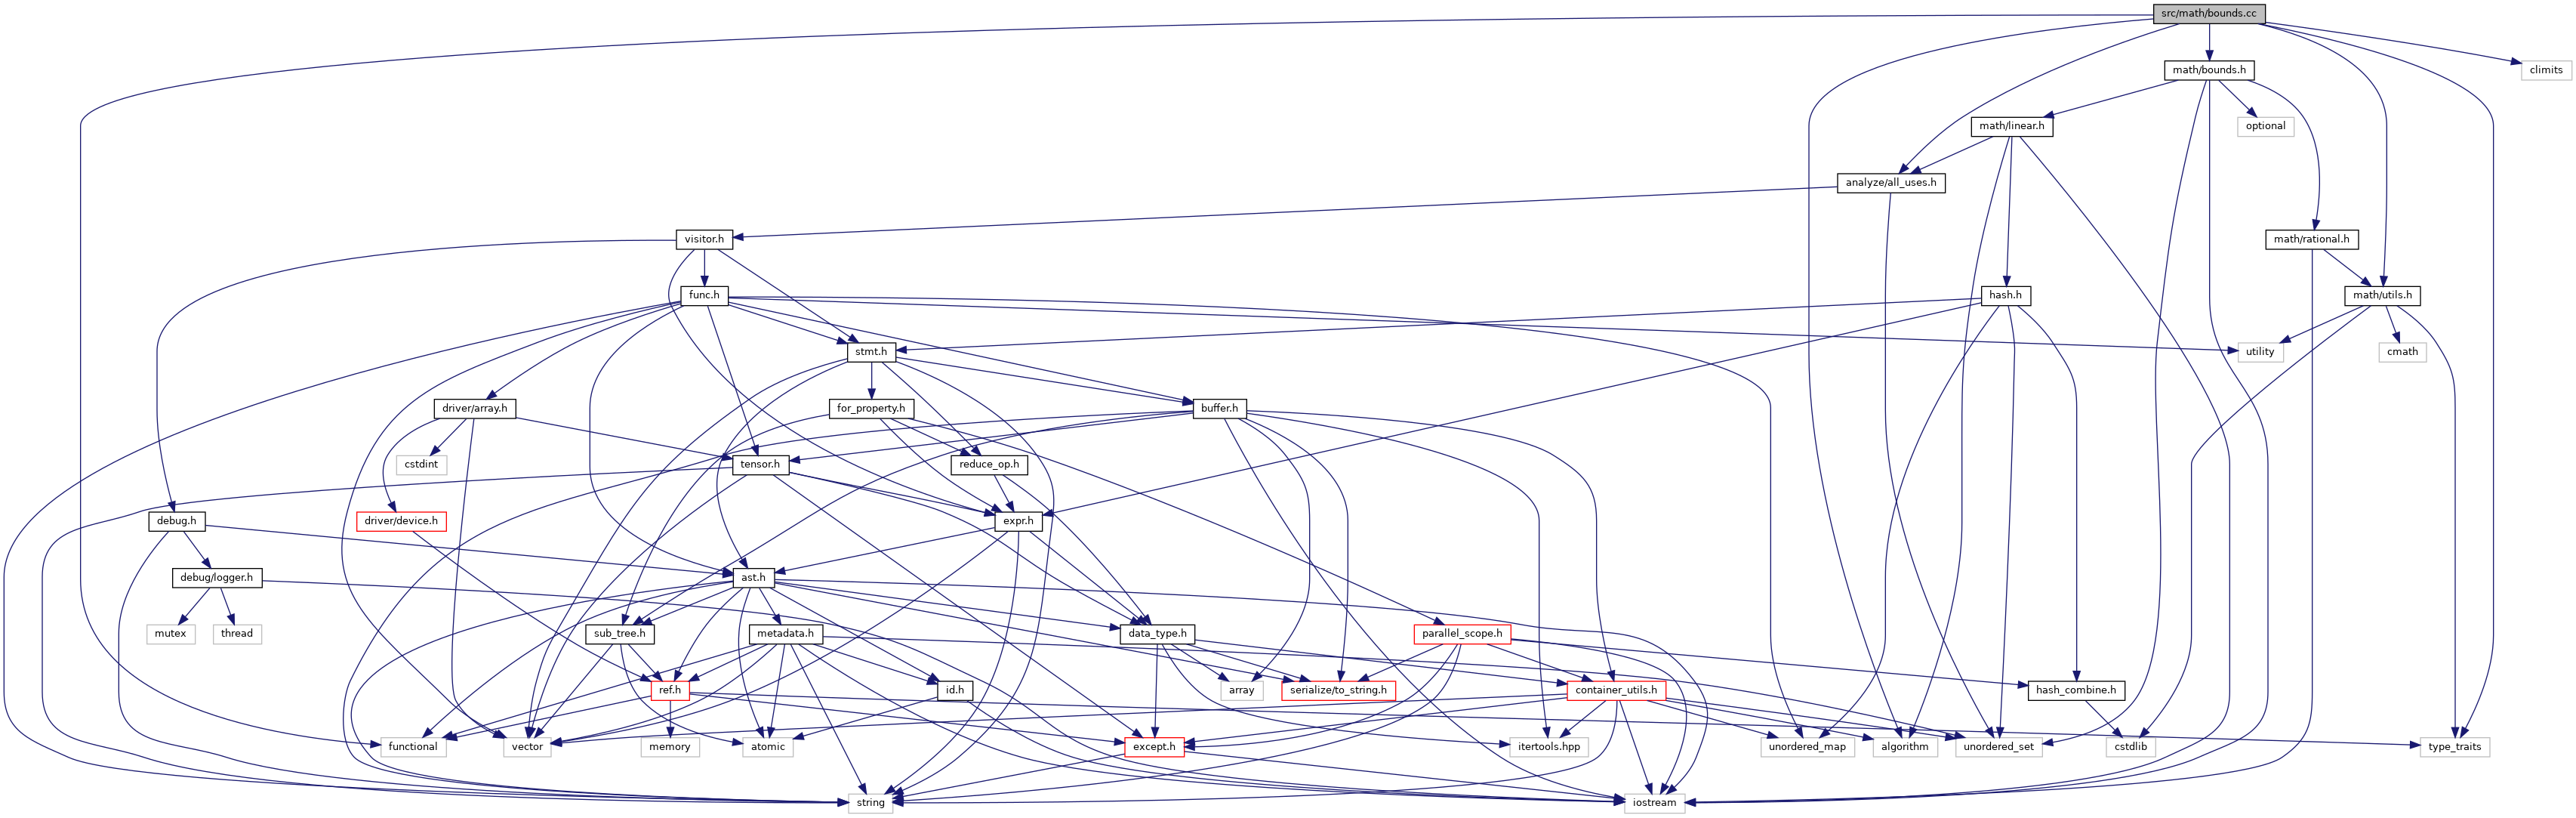 src/math/bounds.cc
math/bounds.h
climits
math/linear.h
optional
analyze/all_uses.h
visitor.h
math/rational.h
func.h
hash.h
math/utils.h
stmt.h
utility
cmath
driver/array.h
for_property.h
buffer.h
cstdint
tensor.h
reduce_op.h
debug.h
driver/device.h
expr.h
debug/logger.h
ast.h
mutex
thread
sub_tree.h
metadata.h
data_type.h
parallel_scope.h
ref.h
id.h
array
serialize/to_string.h
container_utils.h
hash_combine.h
functional
vector
memory
atomic
except.h
itertools.hpp
unordered_map
algorithm
unordered_set
cstdlib
type_traits
string
iostream